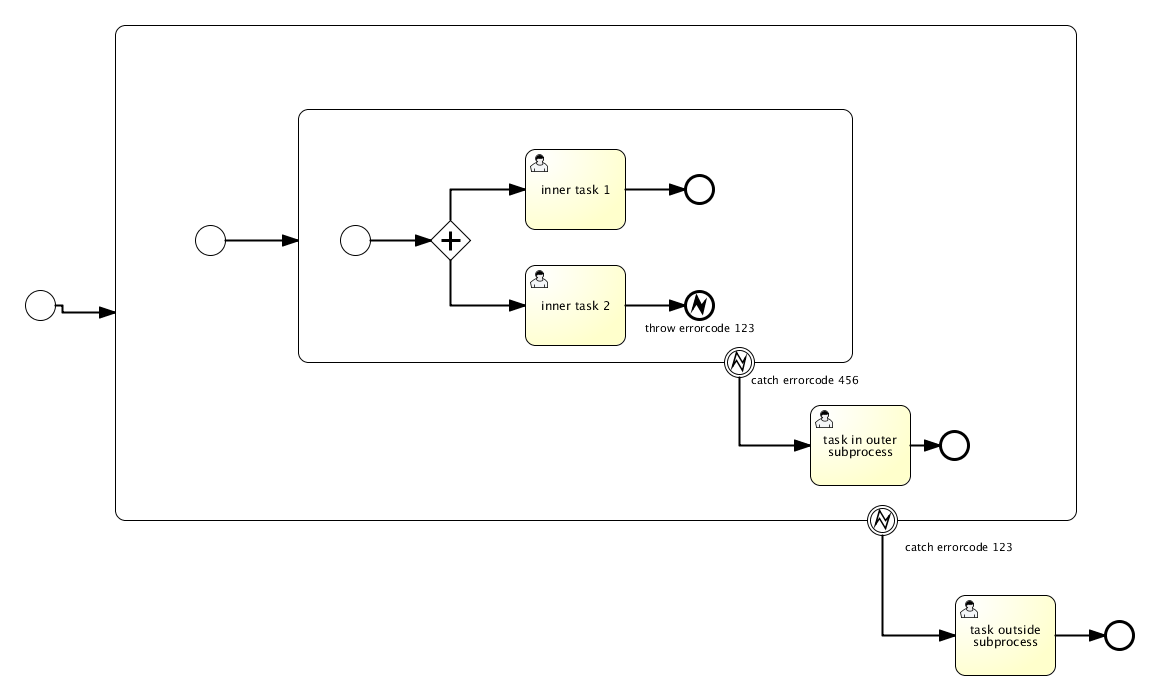 inner task 1
inner task 2
throw errorcode 123
catch errorcode 456
task in outer
subprocess
catch errorcode 123
task outside
subprocess